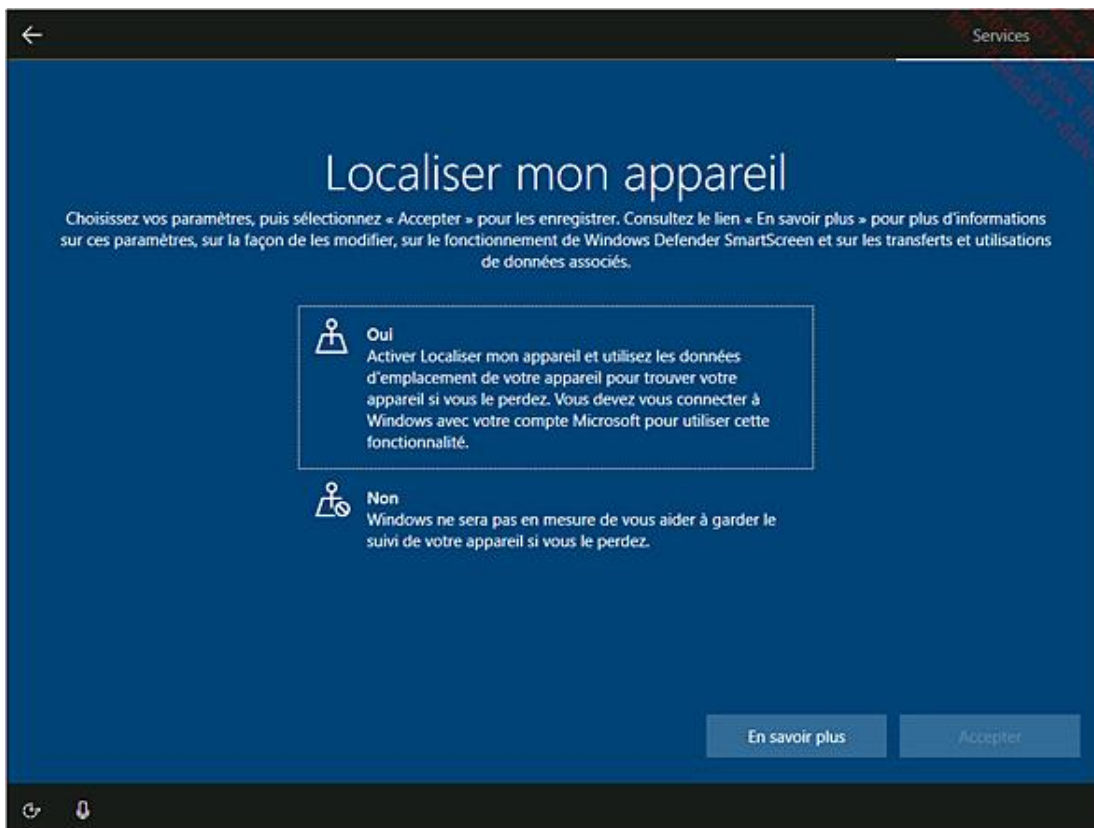 Services
Localiser mon appareil
Choisissez vos paramètres, puis sélectionnez « Accepter » pour les enregistrer. Consultez le lien « En savoir plus » pour plus d'informations
sur ces paramètres, sur la façon de les modifier, sur le fonctionnement de Windows Defender SmartScreen et sur les transferts et utilisations
de données associés.
Oui
Activer Localiser mon appareil et utilisez les données
d'emplacement de votre appareil pour trouver votre
appareil si vous le perdez. Vous devez vous connecter à
Windows avec votre compte Microsoft pour utiliser cette
fonctionnalité.
Non
Windows ne sera pas en mesure de vous aider à garder le
suivi de votre appareil si vous le perdez.
En savoir plus
Accepter